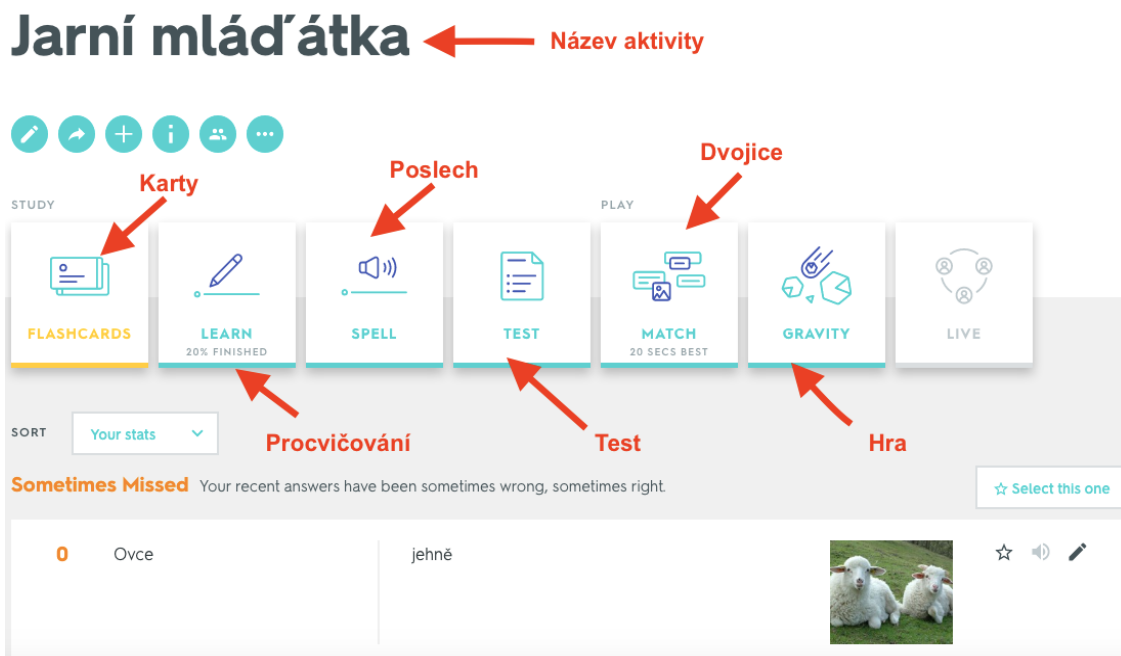 Jarní mláďátka
Název aktivity
Dvojice
Poslech
Karty
STUDY
PLAY
FLASHCARDS
LEARN
20% FINISHED
SPELL
TEST
MATCH
20 SECS BEST
GRAVITY
LIVE
SORT
Your stats
Procvičování
Test
Hra
Sometimes Missed Your recent answers have been sometimes wrong, sometimes right.
Select this one
0 Ovce jehně